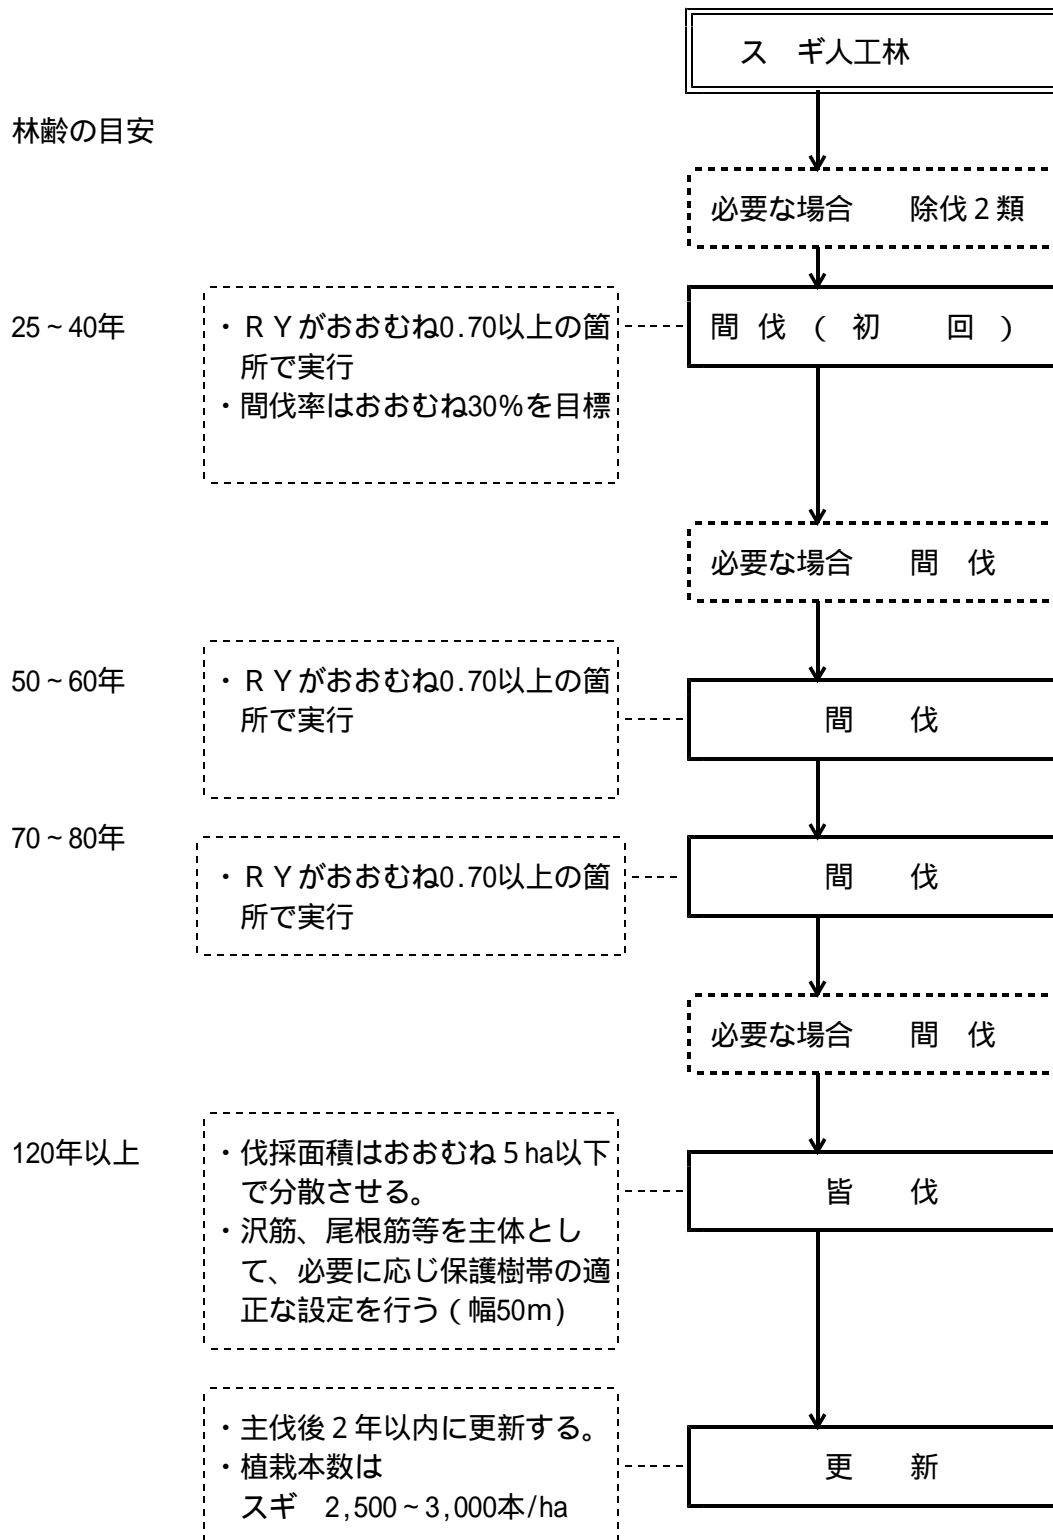 ス　ギ人工林
林齢の目安
必要な場合　　除伐２類
25～40年
・ＲＹがおおむね0.70以上の箇
所で実行
・間伐率はおおむね30%を目標
間 伐 （ 初　　回 ）
必要な場合　　間　伐
50～60年
・ＲＹがおおむね0.70以上の箇
所で実行
間　　伐
70～80年
・ＲＹがおおむね0.70以上の箇
所で実行
間　　伐
必要な場合　　間　伐
120年以上
・伐採面積はおおむね５ha以下
で分散させる。
・沢筋、尾根筋等を主体とし
て、必要に応じ保護樹帯の適
正な設定を行う（幅50ｍ)
皆　　伐
・主伐後２年以内に更新する。
・植栽本数は
スギ　2,500～3,000本/ha
更　　新